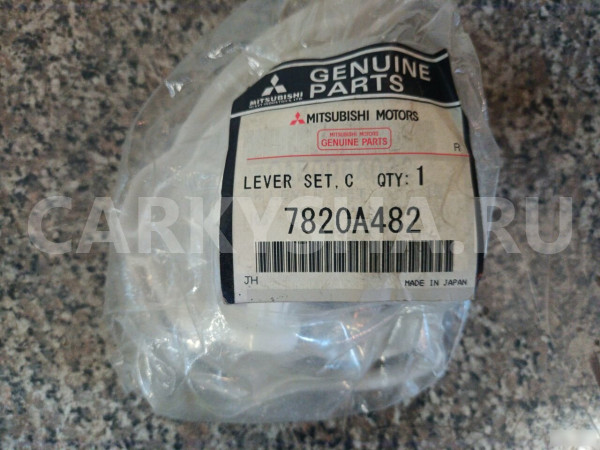 GENUINE
PARTS
MITSUBISHI
MITSUBISHI MOTORS
MITSUBISHI MOTORS
GENUINE PARTS
R
LEVER SET, C QTY: 1
7820A482
JH MADE IN JAPAN
CARKYCHA.RU